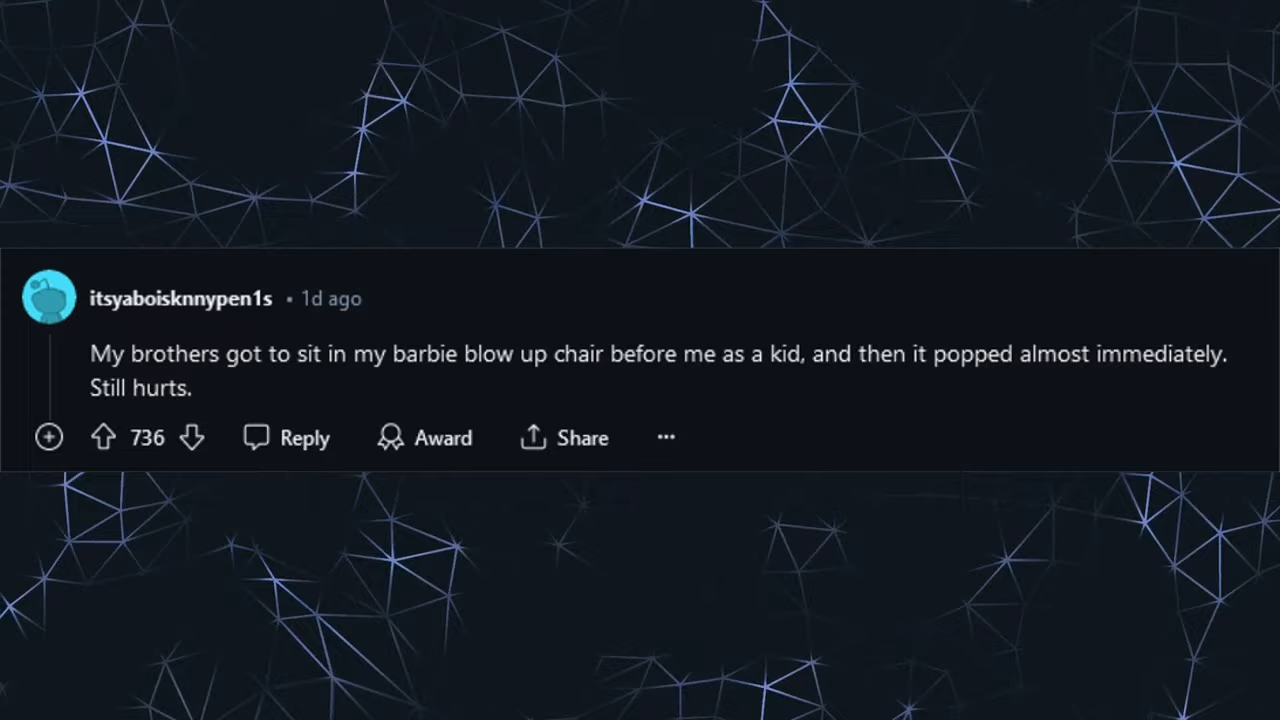 itsyaboisknnypen1s • 1d ago
My brothers got to sit in my barbie blow up chair before me as a kid, and then it popped almost immediately.
Still hurts.
736 Reply Award Share ...